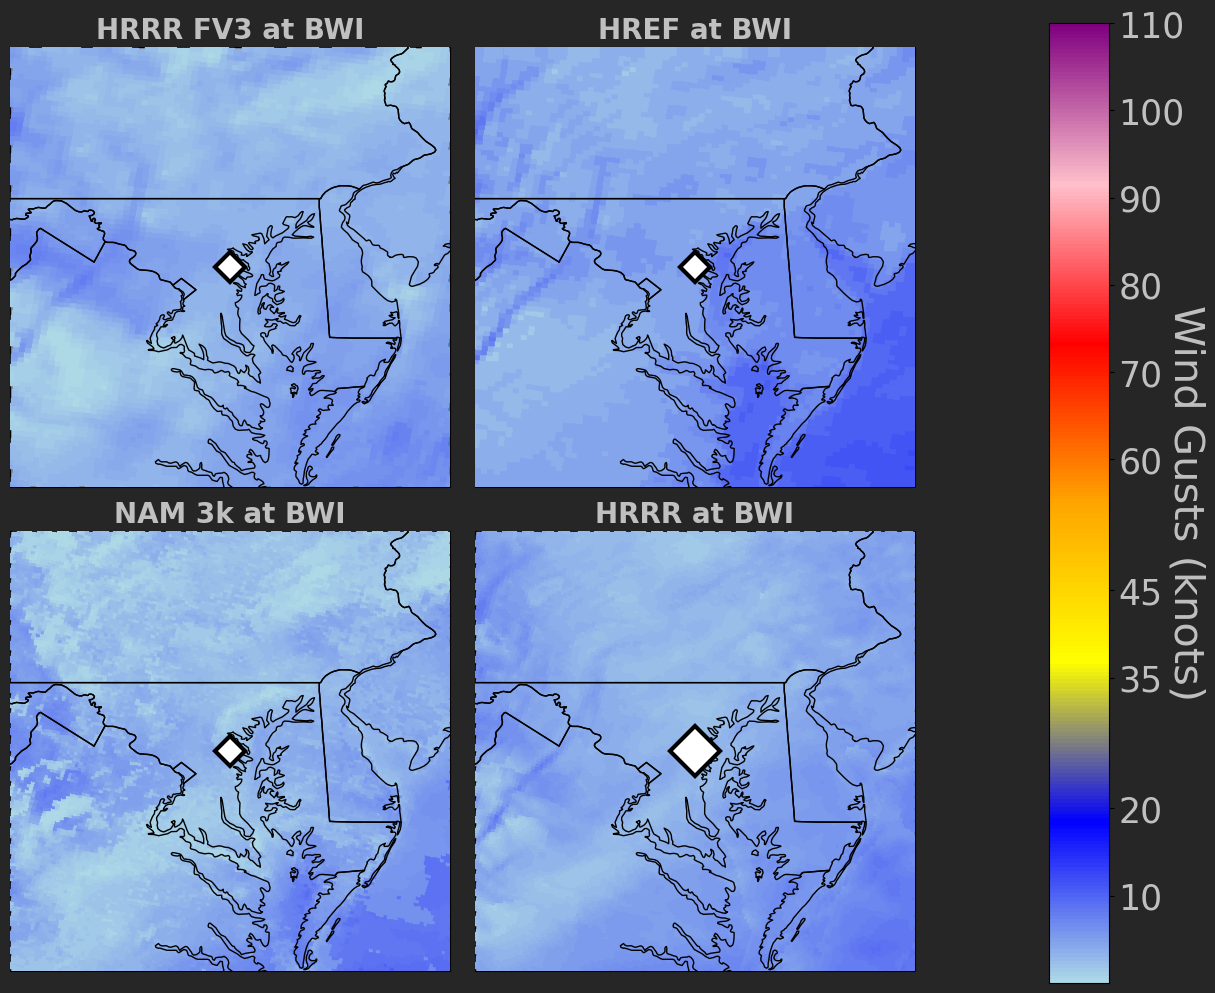 HRRR FV3 at BWI
HREF at BWI
NAM 3k at BWI
HRRR at BWI
110
100
90
80
70
60
45
35
20
10
Wind Gusts (knots)